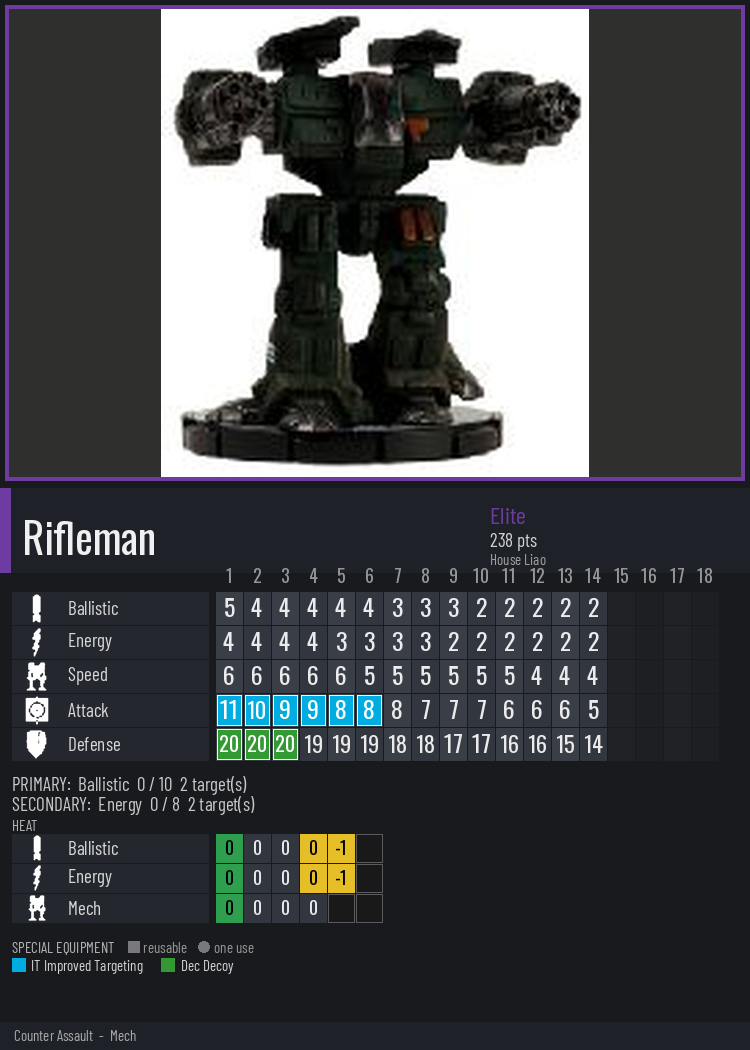 Rifleman
Elite
238 pts
House Liao
1 2 3 4 5 6 7 8 9 10 11 12 13 14 15 16 17 18
Ballistic 5 4 4 4 4 4 3 3 3 2 2 2 2 2
Energy 4 4 4 4 3 3 3 3 2 2 2 2 2 2
Speed 6 6 6 6 6 5 5 5 5 5 5 4 4 4
Attack 11 10 9 9 8 8 8 7 7 7 6 6 6 5
Defense 20 20 20 19 19 19 18 18 17 17 16 16 15 14
PRIMARY: Ballistic 0 / 10 2 target(s)
SECONDARY: Energy 0 / 8 2 target(s)
HEAT
Ballistic 0 0 0 0 -1
Energy 0 0 0 0 -1
Mech 0 0 0 0
SPECIAL EQUIPMENT reusable one use
IT Improved Targeting Dec Decoy
Counter Assault - Mech